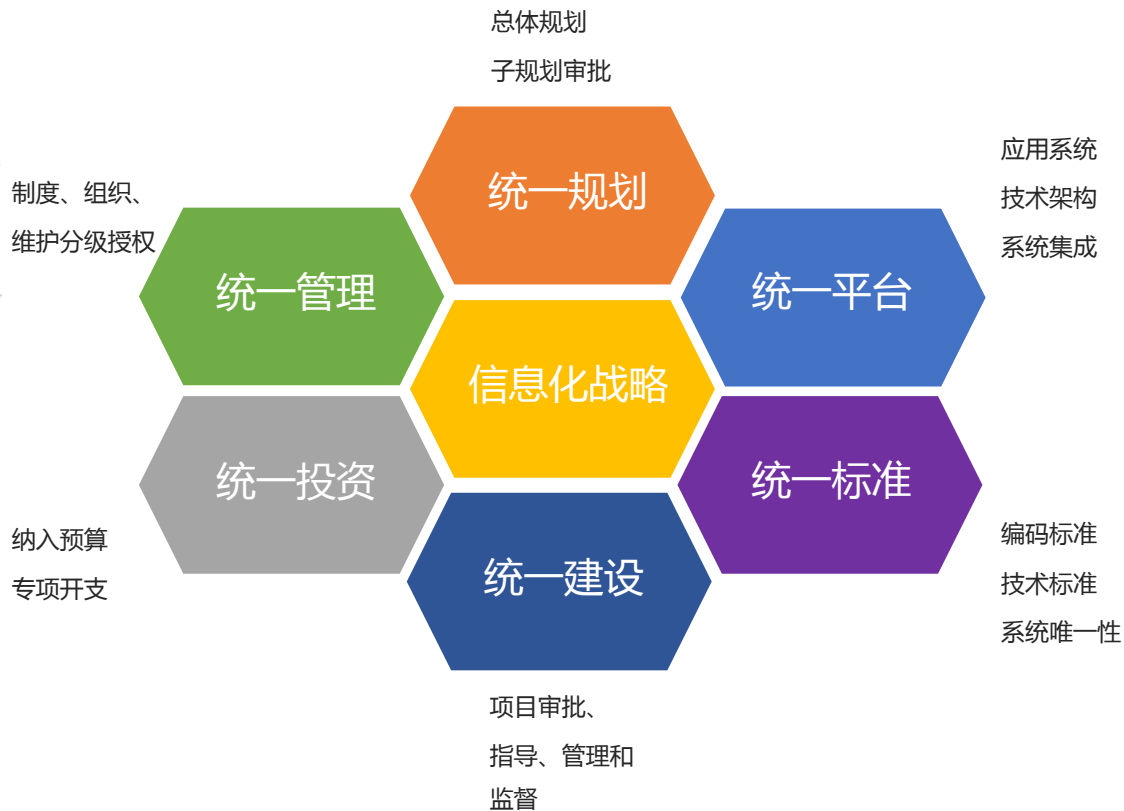 总体规划
子规划审批
统一规划
应用系统
技术架构
系统集成
制度、组织、
维护分级授权
统一管理
统一平台
信息化战略
统一投资
统一标准
纳入预算
专项开支
编码标准
技术标准
系统唯一性
统一建设
项目审批、
指导、管理和
监督